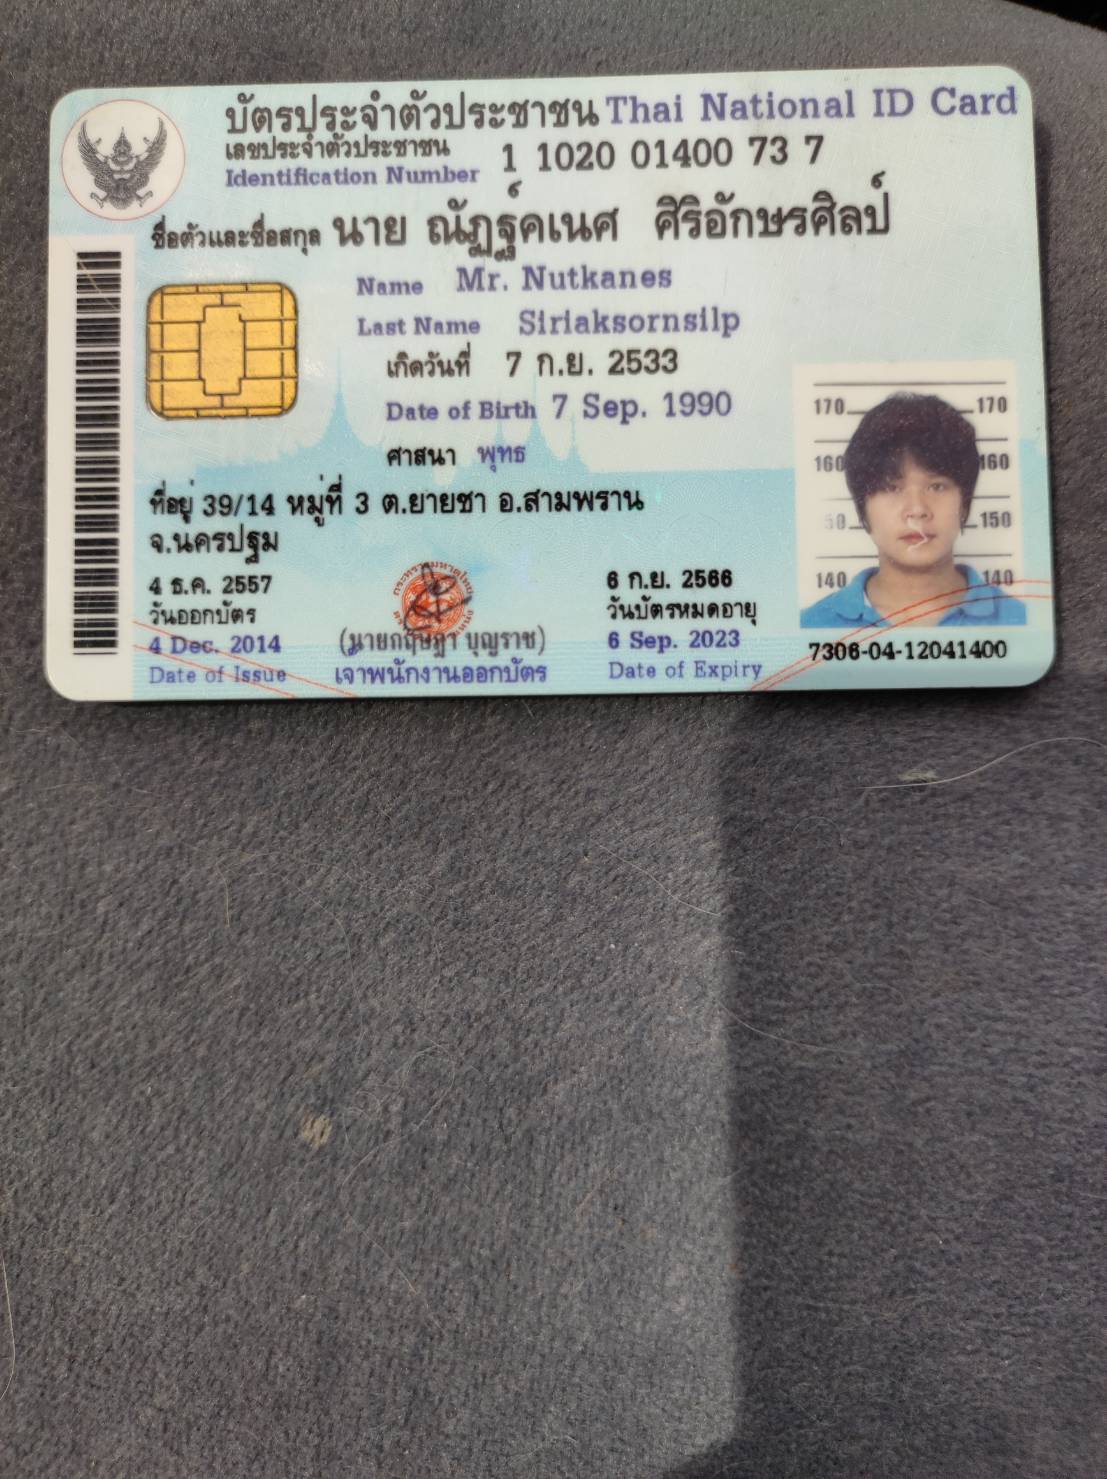 บัตรประจำตัวประชาชน Thai National ID Card
เลขประจำตัวประชาชน
Identification Number 1 1020 01400 73 7
ชื่อตัวและชื่อสกุล นาย ณัฏฐ์คเนศ ศิริอักษรศิลป์
Name Mr. Nutkanes
Last Name Siriaksornsilp
เกิดวันที่ 7 ก.ย. 2533
Date of Birth 7 Sep. 1990
ศาสนา พุทธ
ที่อยู่ 39/14 หมู่ที่ 3 ต.ยายชา อ.สามพราน
จ.นครปฐม
4 ธ.ค. 2557
วันออกบัตร
4 Dec. 2014
Date of Issue
(นายกฤษฎา บุญราช)
เจาพนักงานออกบัตร
6 ก.ย. 2566
วันบัตรหมดอายุ
6 Sep. 2023
Date of Expiry
170 170
160 160
50 150
140 140
7306-04-12041400